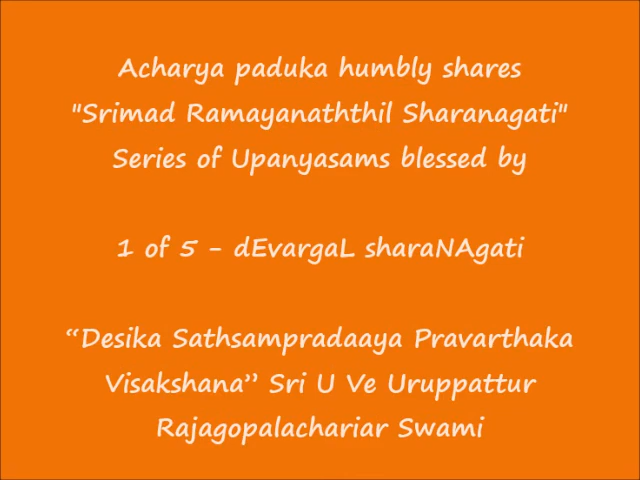 Acharya paduka humbly shares
"Srimad Ramayanaththil Sharanagati"
Series of Upanyasams blessed by
1 of 5 - dEvargaL sharaNAgati
“Desika Sathsampradaaya Pravarthaka
Visakshana” Sri U Ve Uruppattur
Rajagopalachariar Swami